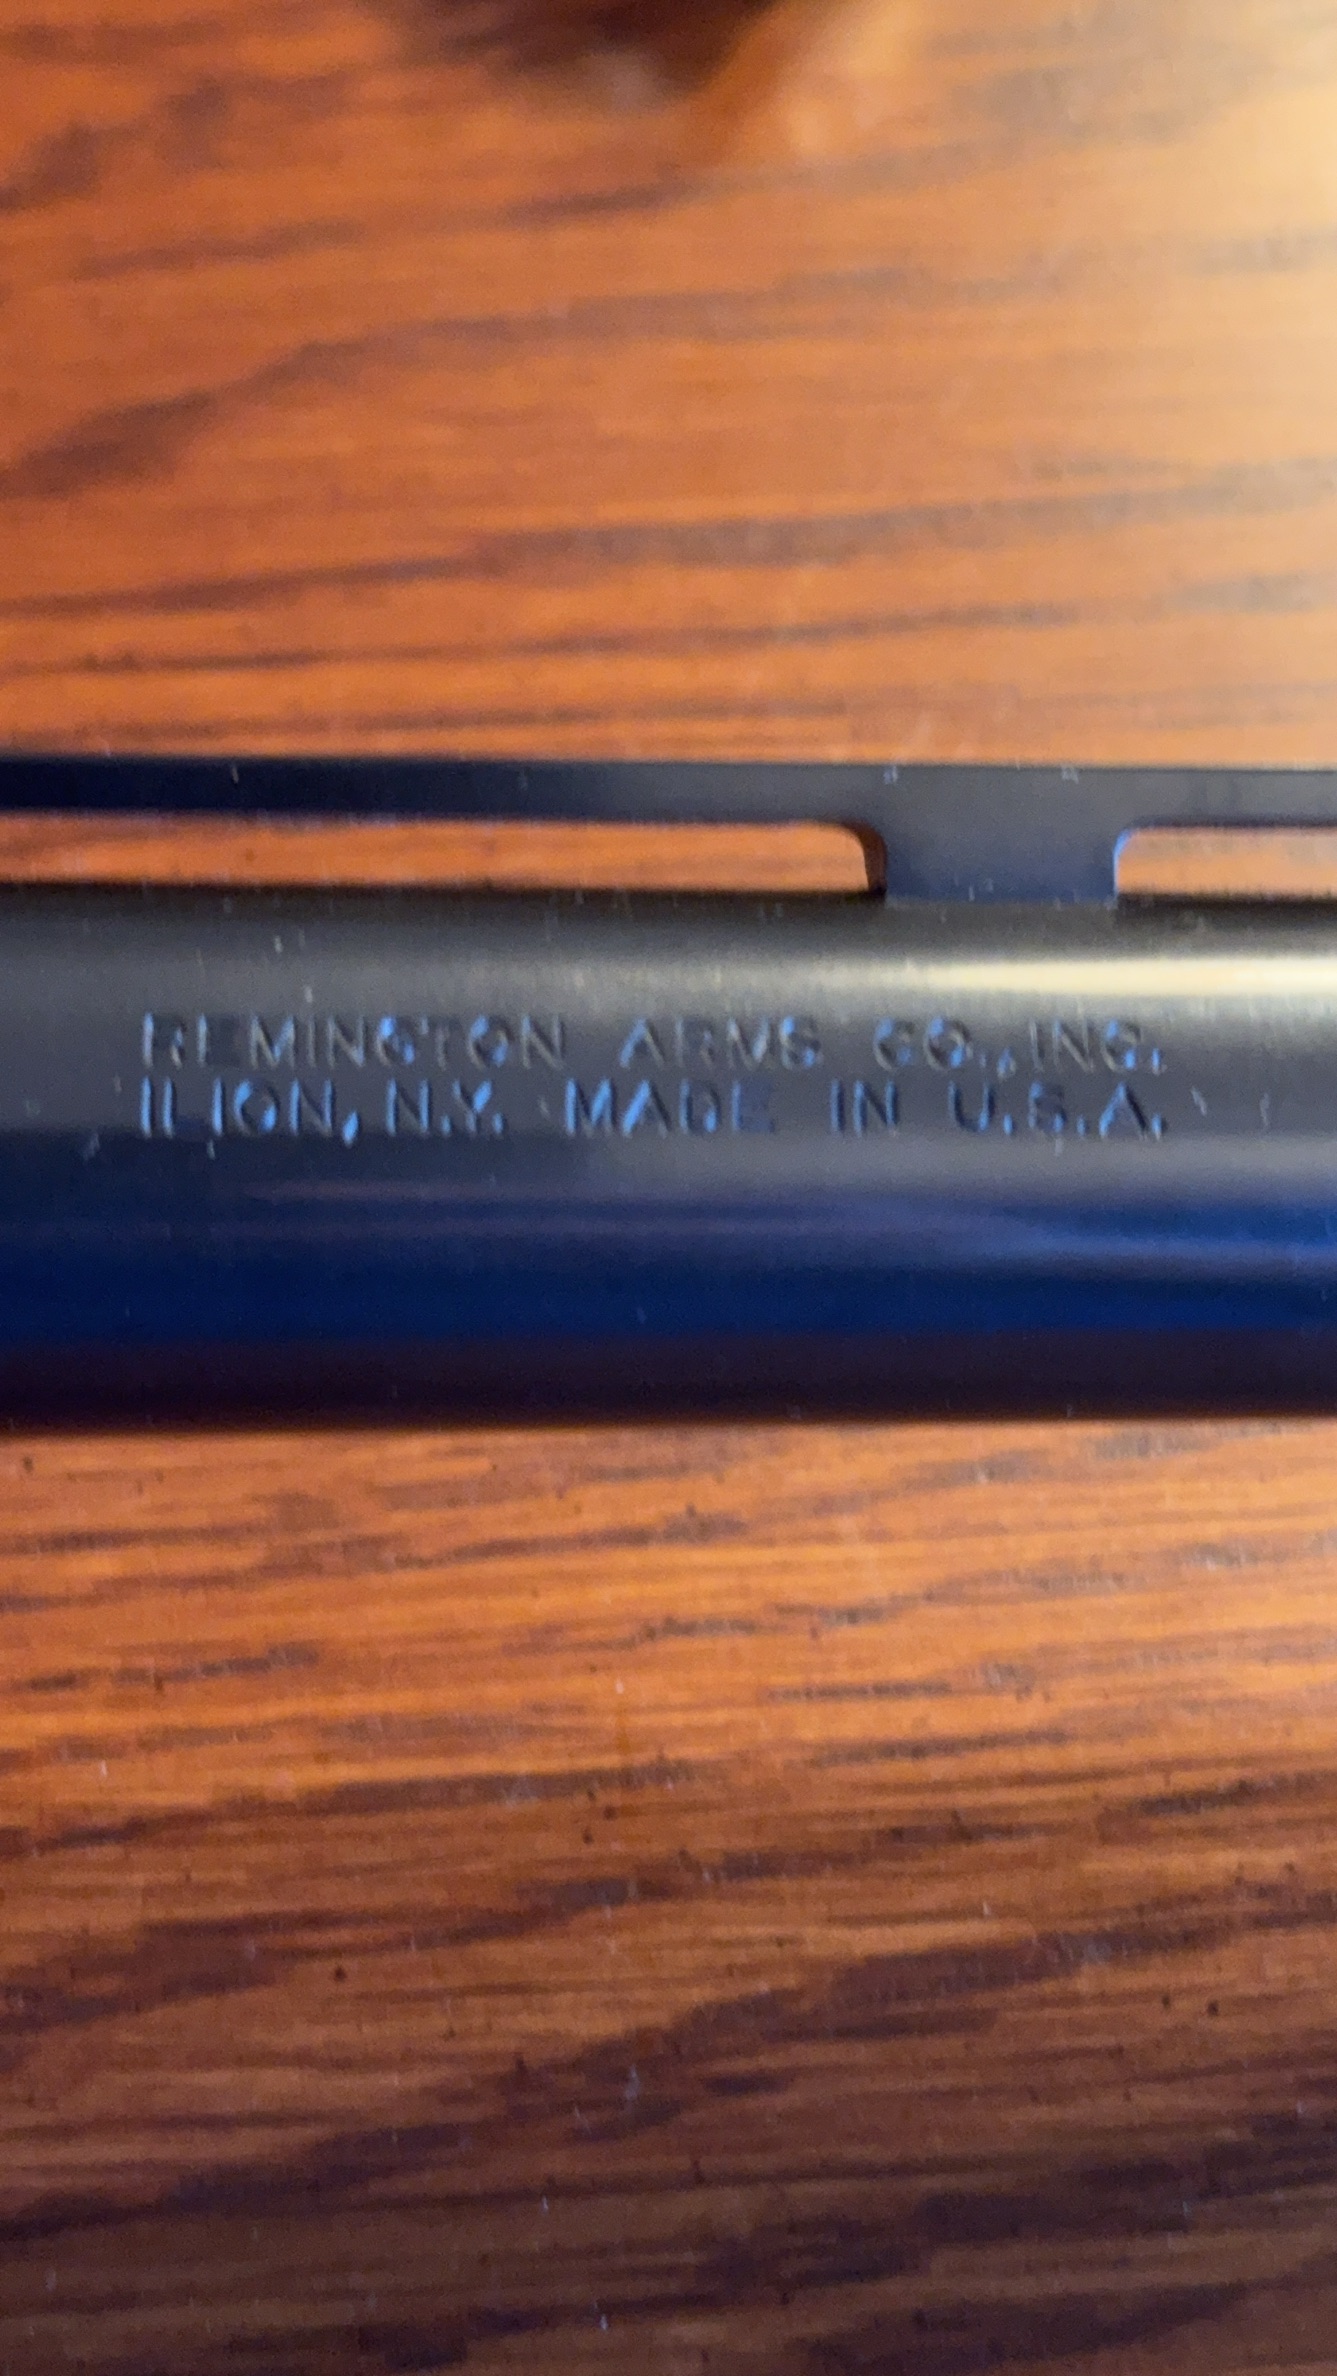 REMINGTON ARMS CO., INC.
ILION, N.Y. MADE IN U.S.A.